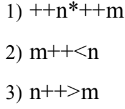 1) ++n*++m
2) m++<n
3) n++>m